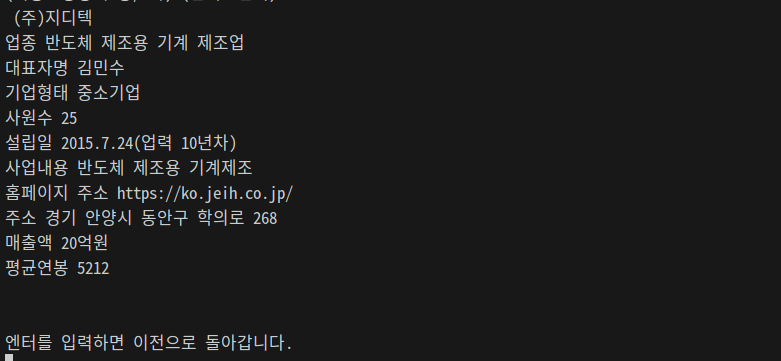 (주)지디텍
업종 반도체 제조용 기계 제조업
대표자명 김민수
기업형태 중소기업
사원수 25
설립일 2015.7.24(업력 10년차)
사업내용 반도체 제조용 기계제조
홈페이지 주소 https://ko.jeih.co.jp/
주소 경기 안양시 동안구 학의로 268
매출액 20억원
평균연봉 5212
엔터를 입력하면 이전으로 돌아갑니다.